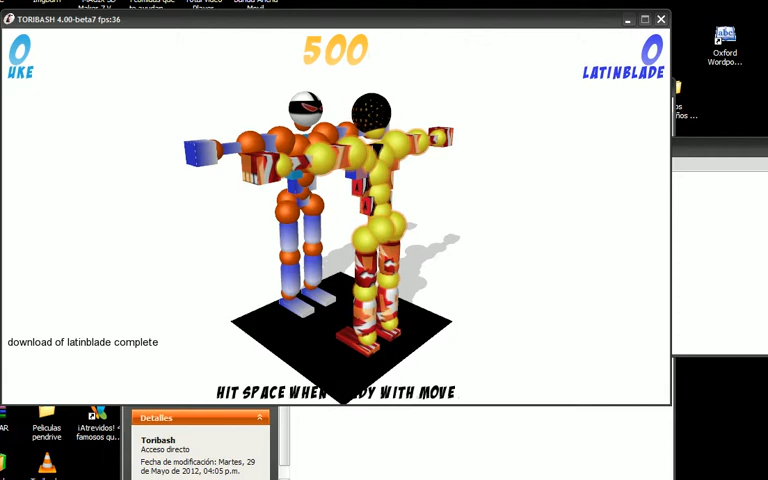 TORIBASH 4.00-beta7 fps:36
0
500
0
UKE
LATINBLADE
Oxford
Wordpo...
download of latinblade complete
HIT SPACE WHEN READY WITH MOVE
Peliculas
pendrive
¡Atrevidos! 4
famosos qu...
Detalles
Toribash
Acceso directo
Fecha de modificación: Martes, 29
de Mayo de 2012, 04:05 p.m.